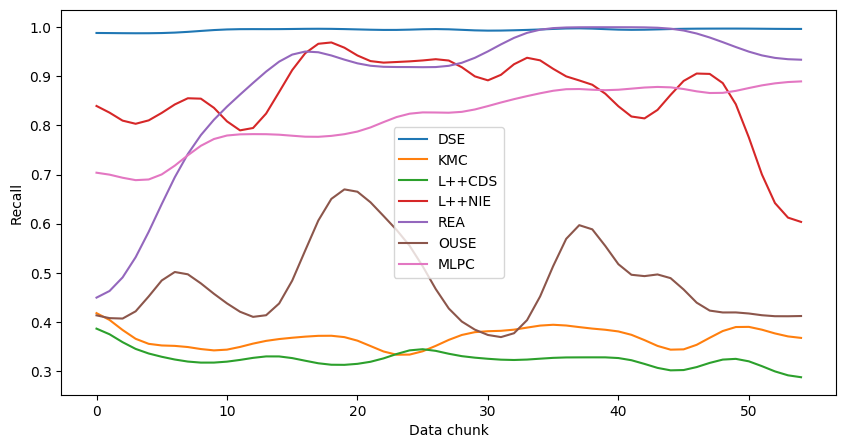 1.0
0.9
0.8
0.7
0.6
0.5
0.4
0.3
Recall
DSE
KMC
L++CDS
L++NIE
REA
OUSE
MLPC
0 10 20 30 40 50
Data chunk